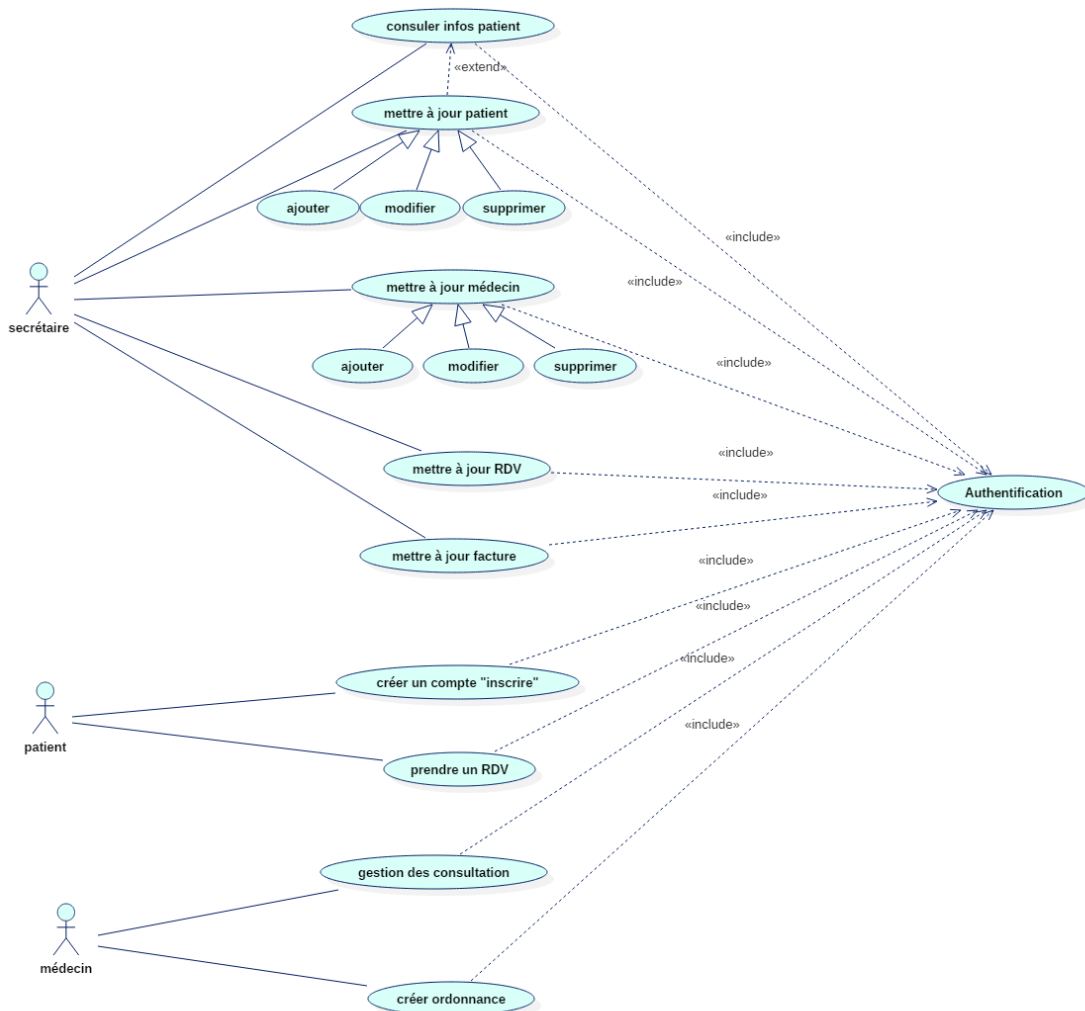 consuler infos patient
«extend»
mettre à jour patient
ajouter
modifier
supprimer
«include»
«include»
mettre à jour médecin
secrétaire
ajouter
modifier
supprimer
«include»
mettre à jour RDV
«include»
Authentification
«include»
mettre à jour facture
«include»
«include»
«include»
créer un compte "inscrire"
patient
«include»
prendre un RDV
gestion des consultation
médecin
créer ordonnance